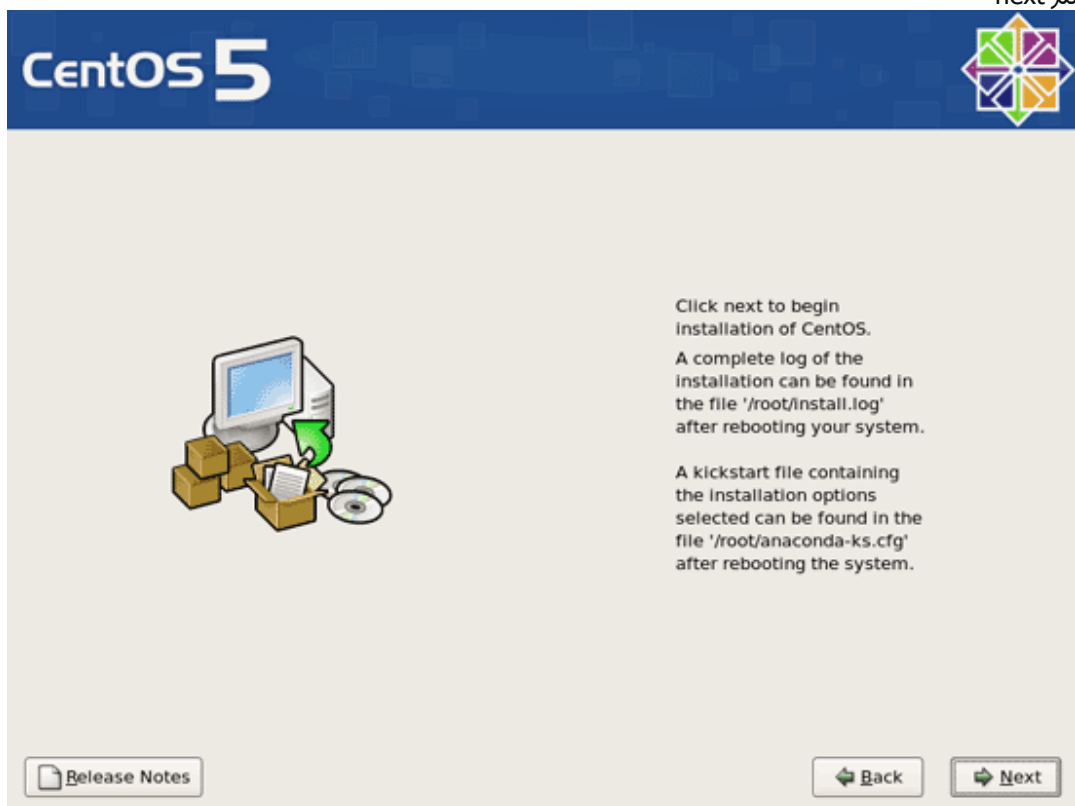 next
CentOS 5
Click next to begin
installation of CentOS.
A complete log of the
installation can be found in
the file '/root/install.log'
after rebooting your system.
A kickstart file containing
the installation options
selected can be found in the
file '/root/anaconda-ks.cfg'
after rebooting the system.
Release Notes
Back
Next